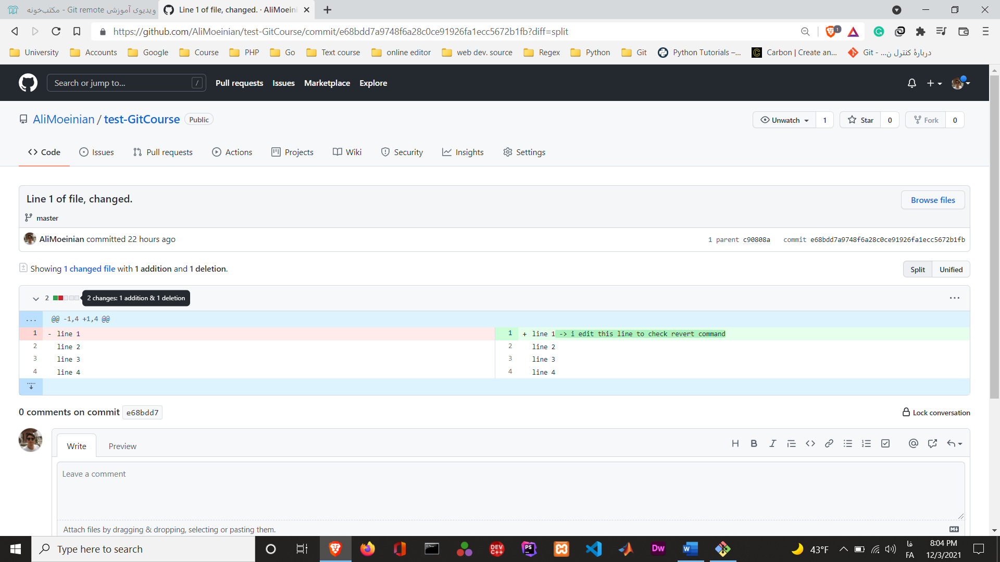 ویدیوی آموزشی Git remote - مکتب‌خونه
Line 1 of file, changed. · AliMoeini
https://github.com/AliMoeinian/test-GitCourse/commit/e68bdd7a9748f6a28c0ce91926fa1ecc5672b1fb?diff=split
1
University Accounts Google Course PHP Go Text course online editor web dev. source Regex Python Git Python Tutorials –... Carbon | Create an... Git - ...دربارهٔ کنترل ن
Search or jump to... / Pull requests Issues Marketplace Explore
AliMoeinian / test-GitCourse Public
Unwatch 1 Star 0 Fork 0
Code Issues Pull requests Actions Projects Wiki Security Insights Settings
Line 1 of file, changed.
Browse files
master
AliMoeinian committed 22 hours ago
1 parent c90808a commit e68bdd7a9748f6a28c0ce91926fa1ecc5672b1fb
Showing 1 changed file with 1 addition and 1 deletion.
Split Unified
2 2 changes: 1 addition & 1 deletion ...
... @@ -1,4 +1,4 @@
1 - line 1 1 + line 1 -> i edit this line to check revert command
2 line 2 2 line 2
3 line 3 3 line 3
4 line 4 4 line 4
0 comments on commit e68bdd7
Lock conversation
Write Preview
Leave a comment
Attach files by dragging & dropping, selecting or pasting them.
Type here to search
DEV C++ PS Dw W
43°F
فا
FA
8:04 PM
12/3/2021